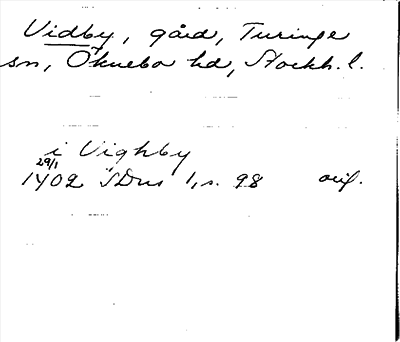 Vidby, gård, Turinge
sn, Öknebo hd, Stockh. l.
i Vighby
29/1
1402 SDns 1, s. 98 orig.